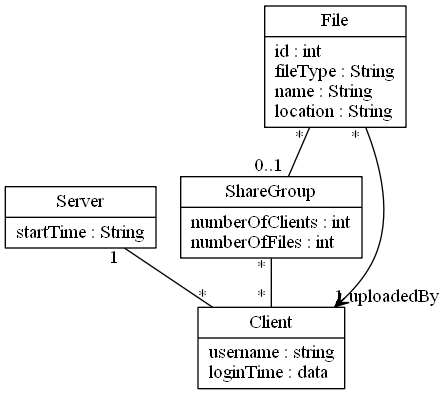 File
id : int
fileType : String
name : String
location : String
* *
0..1
ShareGroup
numberOfClients : int
numberOfFiles : int
Server
startTime : String
1
*
* *
1 uploadedBy
Client
username : string
loginTime : data